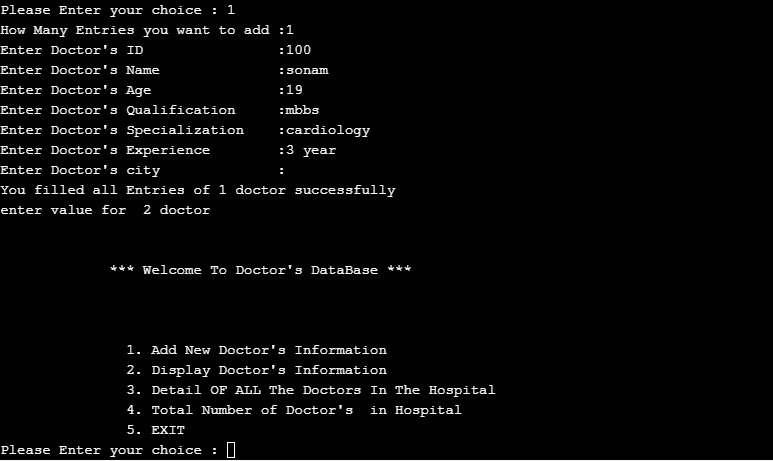 Please Enter your choice : 1
How Many Entries you want to add :1
Enter Doctor's ID                :100
Enter Doctor's Name              :sonam
Enter Doctor's Age               :19
Enter Doctor's Qualification     :mbbs
Enter Doctor's Specialization    :cardiology
Enter Doctor's Experience        :3 year
Enter Doctor's city              :
You filled all Entries of 1 doctor successfully
enter value for  2 doctor
*** Welcome To Doctor's DataBase ***
1. Add New Doctor's Information
2. Display Doctor's Information
3. Detail OF ALL The Doctors In The Hospital
4. Total Number of Doctor's  in Hospital
5. EXIT
Please Enter your choice :